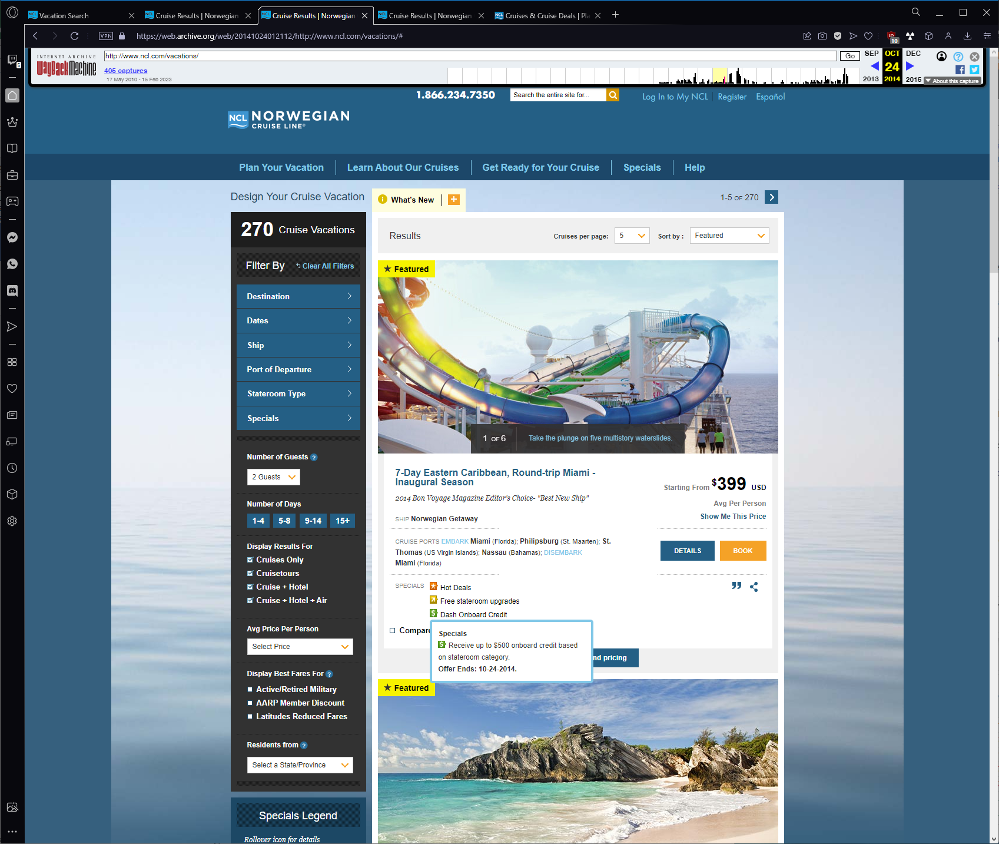 Vacation Search
Cruise Results | Norwegian
Cruise Results | Norwegian
Cruise Results | Norwegian
Cruises & Cruise Deals | Pla
VPN
https://web.archive.org/web/20141024012112/http://www.ncl.com/vacations/#
10
5
INTERNET ARCHIVE
WayBackMachine
http://www.ncl.com/vacations/
Go
405 captures
17 May 2010 - 15 Feb 2023
SEP OCT DEC
24
2013 2014 2015
About this capture
1.866.234.7350
Search the entire site for...
Log In to My NCL
Register
Español
NCL NORWEGIAN
CRUISE LINE®
Plan Your Vacation
Learn About Our Cruises
Get Ready for Your Cruise
Specials
Help
Design Your Cruise Vacation
What's New
1-5 OF 270
270 Cruise Vacations
Filter By
Clear All Filters
Destination
Dates
Ship
Port of Departure
Stateroom Type
Specials
Number of Guests ?
2 Guests
Number of Days
1-4 5-8 9-14 15+
Display Results For
Cruises Only
Cruisetours
Cruise + Hotel
Cruise + Hotel + Air
Avg Price Per Person
Select Price
Display Best Fares For ?
Active/Retired Military
AARP Member Discount
Latitudes Reduced Fares
Residents from ?
Select a State/Province
Specials Legend
Rollover icon for details
Results
Cruises per page: 5
Sort by : Featured
Featured
1 OF 6
Take the plunge on five multistory waterslides.
7-Day Eastern Caribbean, Round-trip Miami -
Inaugural Season
2014 Bon Voyage Magazine Editor's Choice- "Best New Ship"
SHIP Norwegian Getaway
CRUISE PORTS EMBARK Miami (Florida); Philipsburg (St. Maarten); St.
Thomas (US Virgin Islands); Nassau (Bahamas); DISEMBARK
Miami (Florida)
Starting From $399 USD
Avg Per Person
Show Me This Price
DETAILS
BOOK
SPECIALS
Hot Deals
Free stateroom upgrades
Dash Onboard Credit
Compare
Specials
Receive up to $500 onboard credit based
on stateroom category.
Offer Ends: 10-24-2014.
nd pricing
Featured